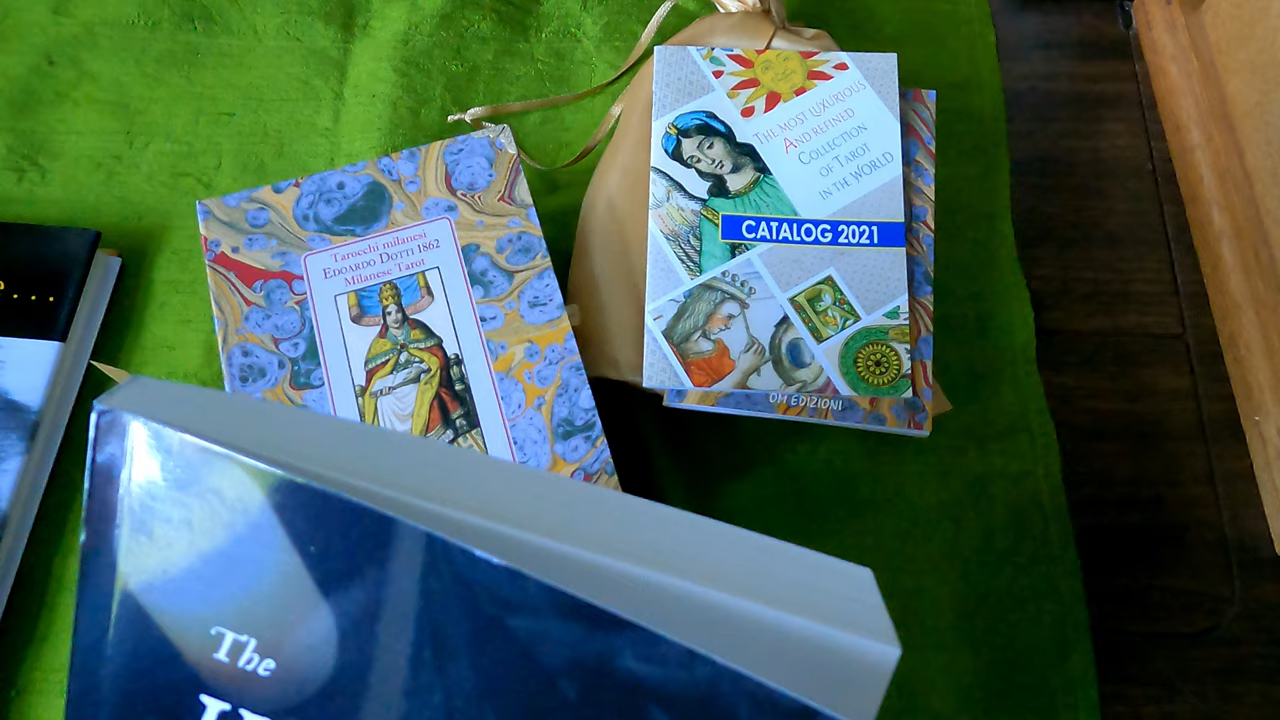 Tarocchi milanesi
EDOARDO DOTTI 1862
Milanese Tarot
THE MOST LUXURIOUS
AND REFINED
COLLECTION
OF TAROT
IN THE WORLD
CATALOG 2021
OM EDIZIONI
The